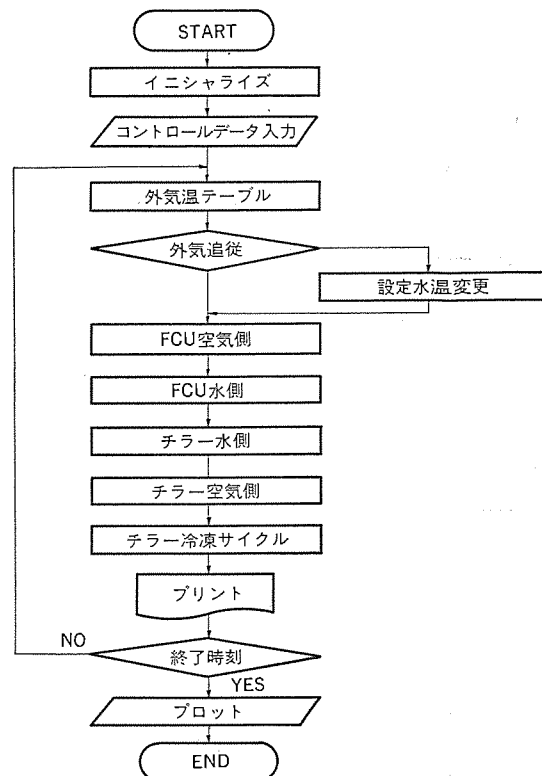 START
イニシャライズ
コントロールデータ入力
外気温テーブル
外気追従
設定水温変更
FCU空気側
FCU水側
チラー水側
チラー空気側
チラー冷凍サイクル
プリント
NO
終了時刻
YES
プロット
END